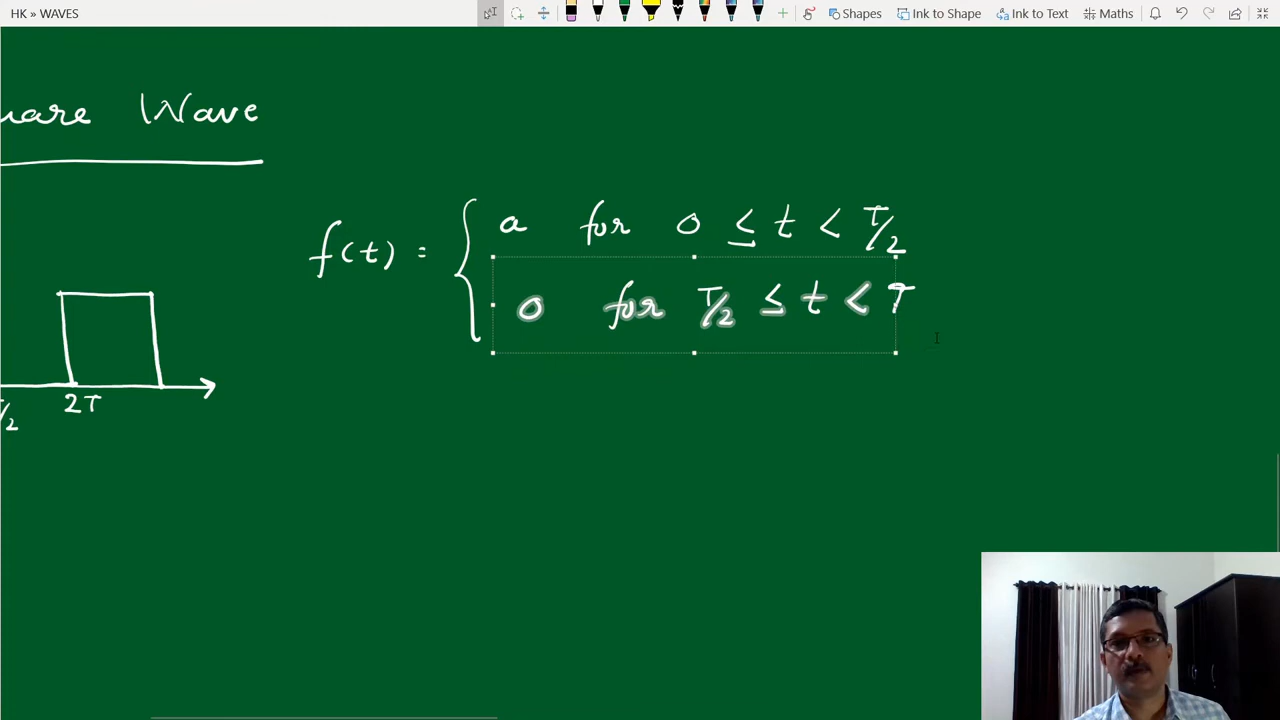 HK » WAVES
Shapes
Ink to Shape
Ink to Text
Maths
uare Wave
f(t) = { a for 0 ≤ t < T/2
0 for T/2 ≤ t < T
2T
/2